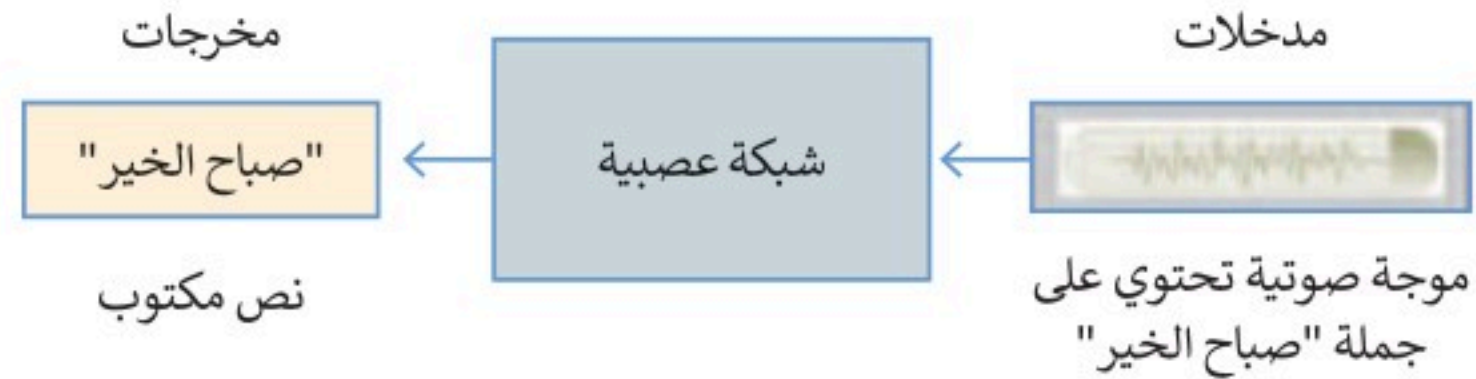 مدخلات
موجة صوتية تحتوي على
جملة "صباح الخير"
شبكة عصبية
مخرجات
"صباح الخير"
نص مكتوب